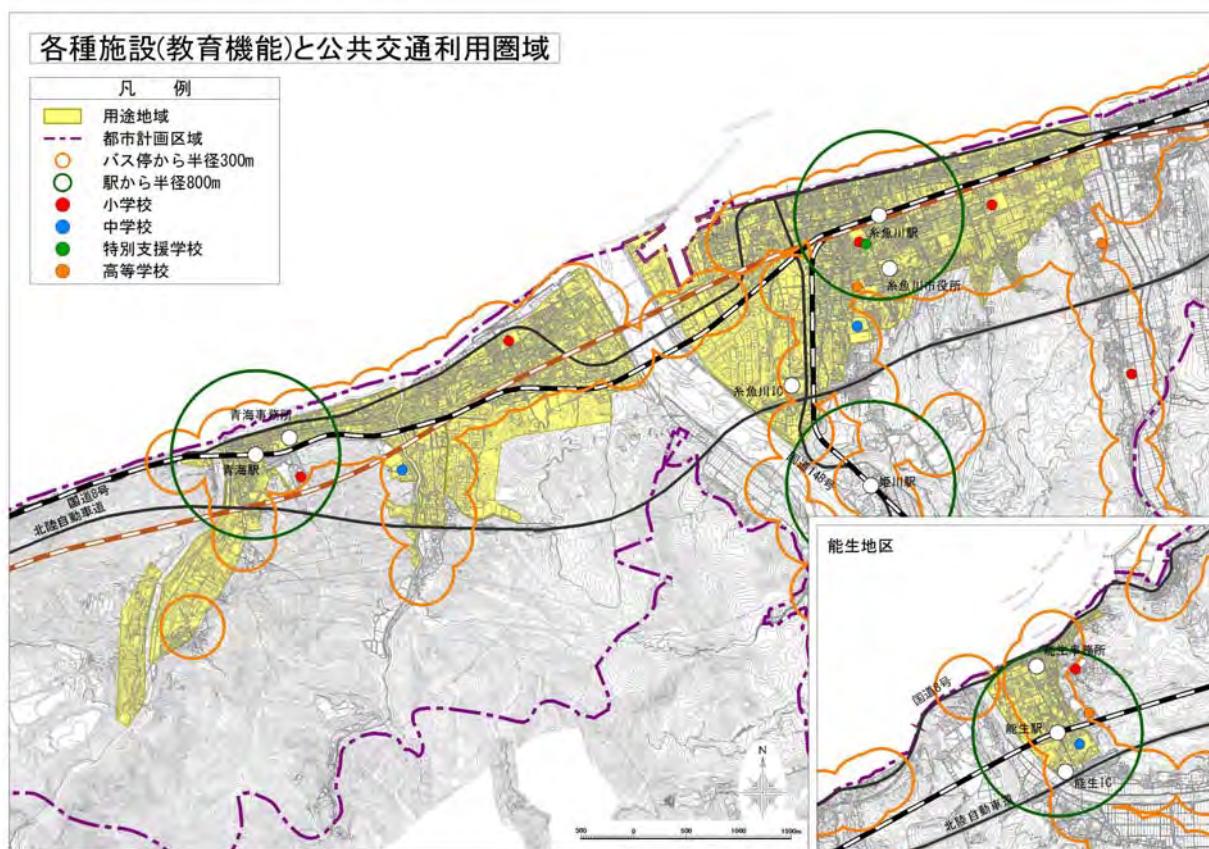 各種施設(教育機能)と公共交通利用圏域
凡 例
用途地域
都市計画区域
バス停から半径300m
駅から半径800m
小学校
中学校
特別支援学校
高等学校
糸魚川駅
糸魚川市役所
糸魚川IC
青海事務所
青海駅
国道8号
北陸自動車道
国道148号
姫川駅
能生地区
能生事務所
国道8号
能生駅
能生IC
北陸自動車道
N
500 0 500 1000 1500m